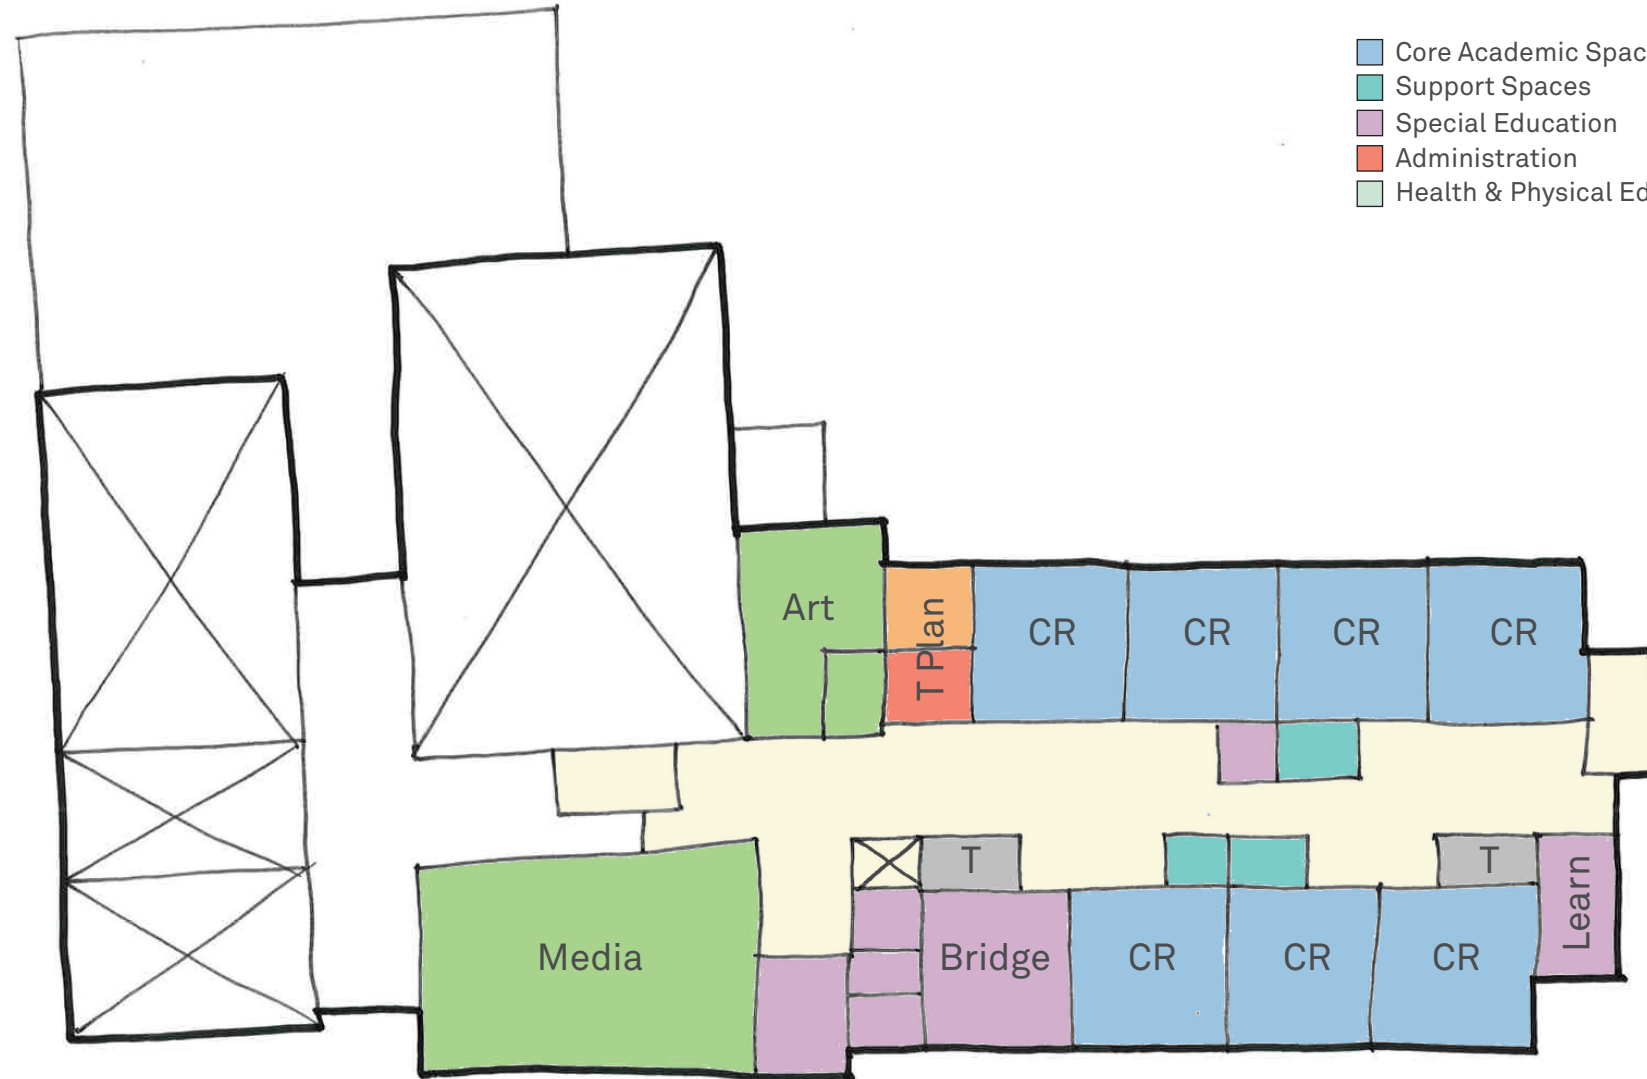 Core Academic Spac
Support Spaces
Special Education
Administration
Health & Physical Ed
Art
T Plan
CR
CR
CR
CR
T
T
Learn
Media
Bridge
CR
CR
CR